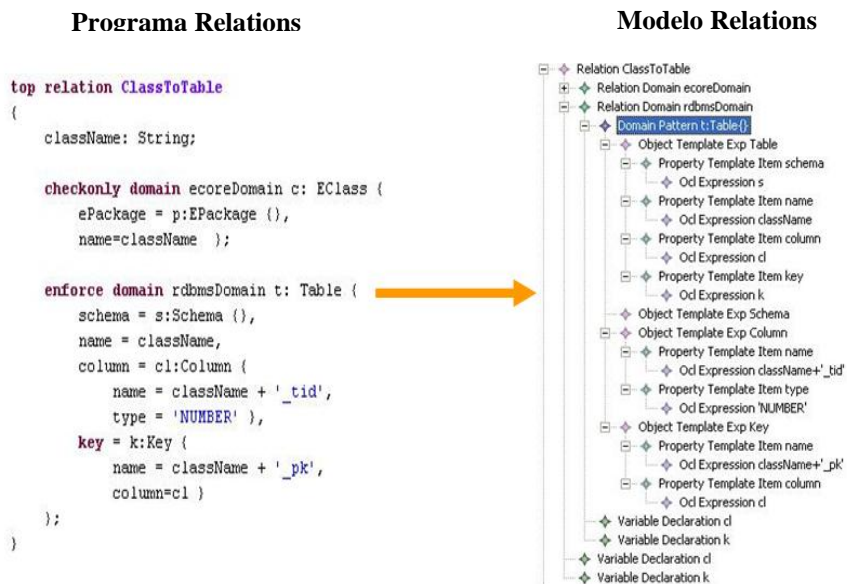 Programa Relations
top relation ClassToTable
{
className: String;
checkonly domain ecoreDomain c: EClass {
ePackage = p:EPackage {},
name=className };
enforce domain rdbmsDomain t: Table {
schema = s:Schema {},
name = className,
column = cl:Column {
name = className + '_tid',
type = 'NUMBER' },
key = k:Key {
name = className + '_pk',
column=cl }
};
}
Modelo Relations
Relation ClassToTable
Relation Domain ecoreDomain
Relation Domain rdbmsDomain
Domain Pattern t:Table{}
Object Template Exp Table
Property Template Item schema
Ocl Expression s
Property Template Item name
Ocl Expression className
Property Template Item column
Ocl Expression cl
Property Template Item key
Ocl Expression k
Object Template Exp Schema
Object Template Exp Column
Property Template Item name
Ocl Expression className+'_tid'
Property Template Item type
Ocl Expression 'NUMBER'
Object Template Exp Key
Property Template Item name
Ocl Expression className+'_pk'
Property Template Item column
Ocl Expression cl
Variable Declaration cl
Variable Declaration k
Variable Declaration cl
Variable Declaration k